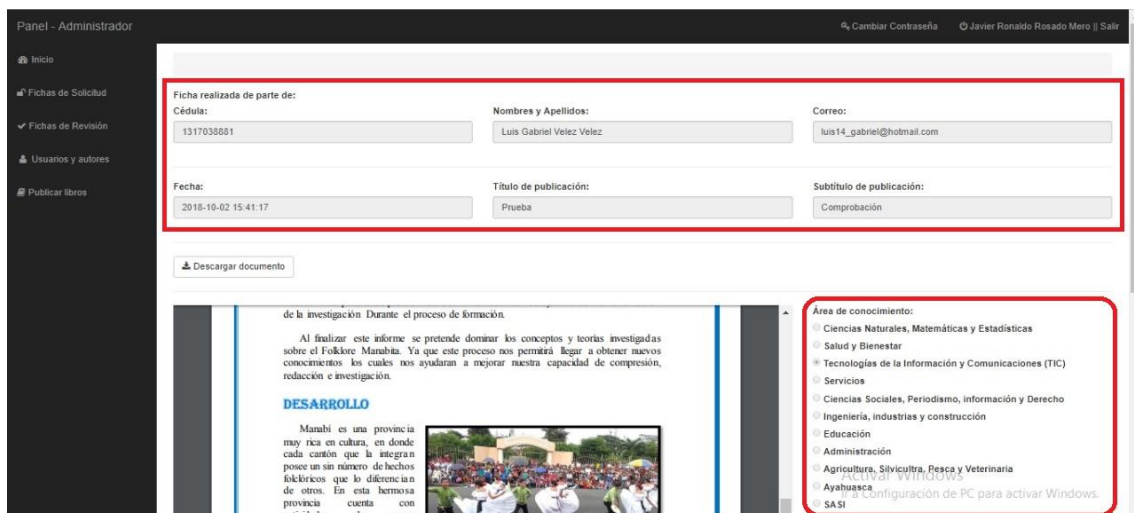 Panel - Administrador
Cambiar Contraseña
Javier Ronaldo Rosado Mero || Salir
Inicio
Fichas de Solicitud
Fichas de Revisión
Usuarios y autores
Publicar libros
Ficha realizada de parte de:
Cédula:
Nombres y Apellidos:
Correo:
1317038881
Luis Gabriel Velez Velez
luis14_gabriel@hotmail.com
Fecha:
Título de publicación:
Subtítulo de publicación:
2018-10-02 15:41:17
Prueba
Comprobación
Descargar documento
de la investigación Durante el proceso de formación.
Al finalizar este informe se pretende dominar los conceptos y teorías investigadas
sobre el Folklore Manabita. Ya que este proceso nos permitirá llegar a obtener nuevos
conocimientos los cuales nos ayudaran a mejorar nuestra capacidad de compresión,
redacción e investigación.
DESARROLLO
Manabí es una provincia
muy rica en cultura, en donde
cada cantón que la integran
posee un sin número de hechos
folclóricos que lo diferencian
de otros. En esta hermosa
provincia cuenta con
Área de conocimiento:
Ciencias Naturales, Matemáticas y Estadísticas
Salud y Bienestar
Tecnologías de la Información y Comunicaciones (TIC)
Servicios
Ciencias Sociales, Periodismo, información y Derecho
Ingeniería, industrias y construcción
Educación
Administración
Agricultura, Silvicultra, Pesca y Veterinaria
Activar Windows
Ayahuasca
Ir a Configuración de PC para activar Windows.
SASI